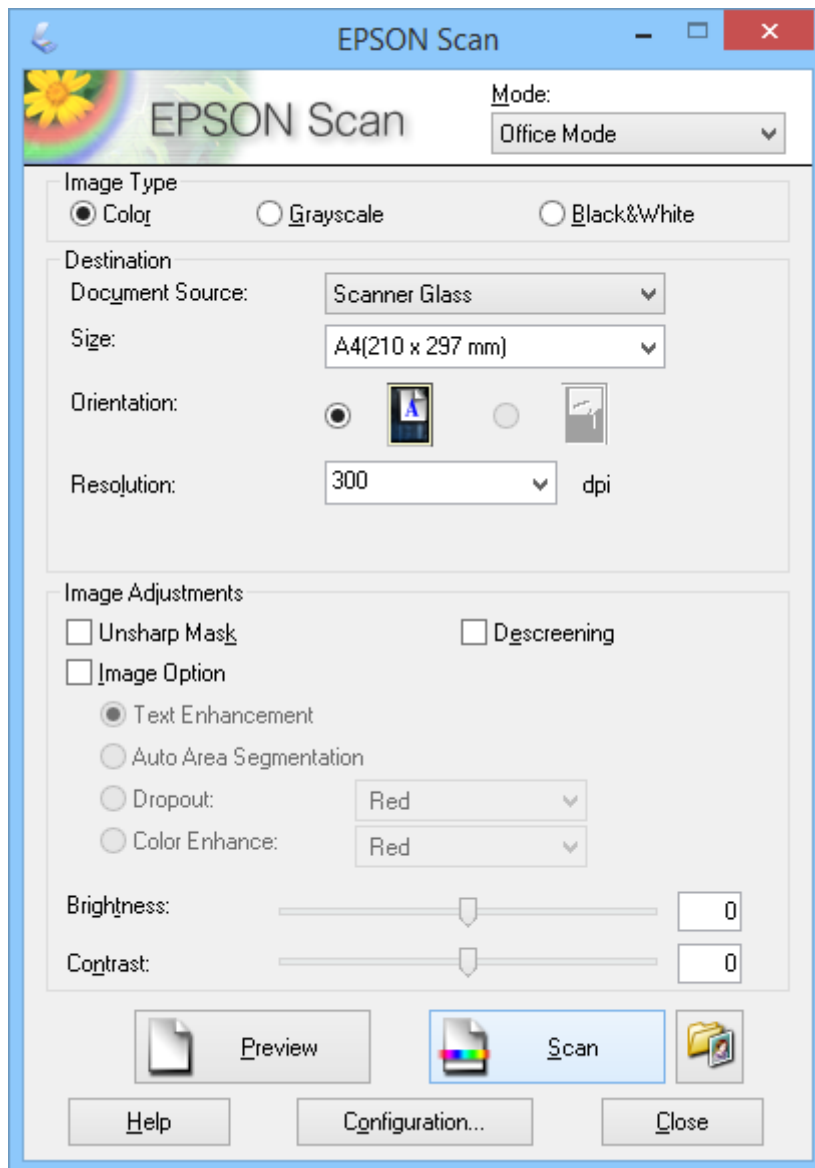 EPSON Scan
EPSON Scan
Mode:
Office Mode
Image Type
Color Grayscale Black&White
Destination
Document Source: Scanner Glass
Size: A4(210 x 297 mm)
Orientation: A
Resolution: 300 dpi
Image Adjustments
Unsharp Mask Descreening
Image Option
Text Enhancement
Auto Area Segmentation
Dropout: Red
Color Enhance: Red
Brightness: 0
Contrast: 0
Preview Scan
Help Configuration... Close